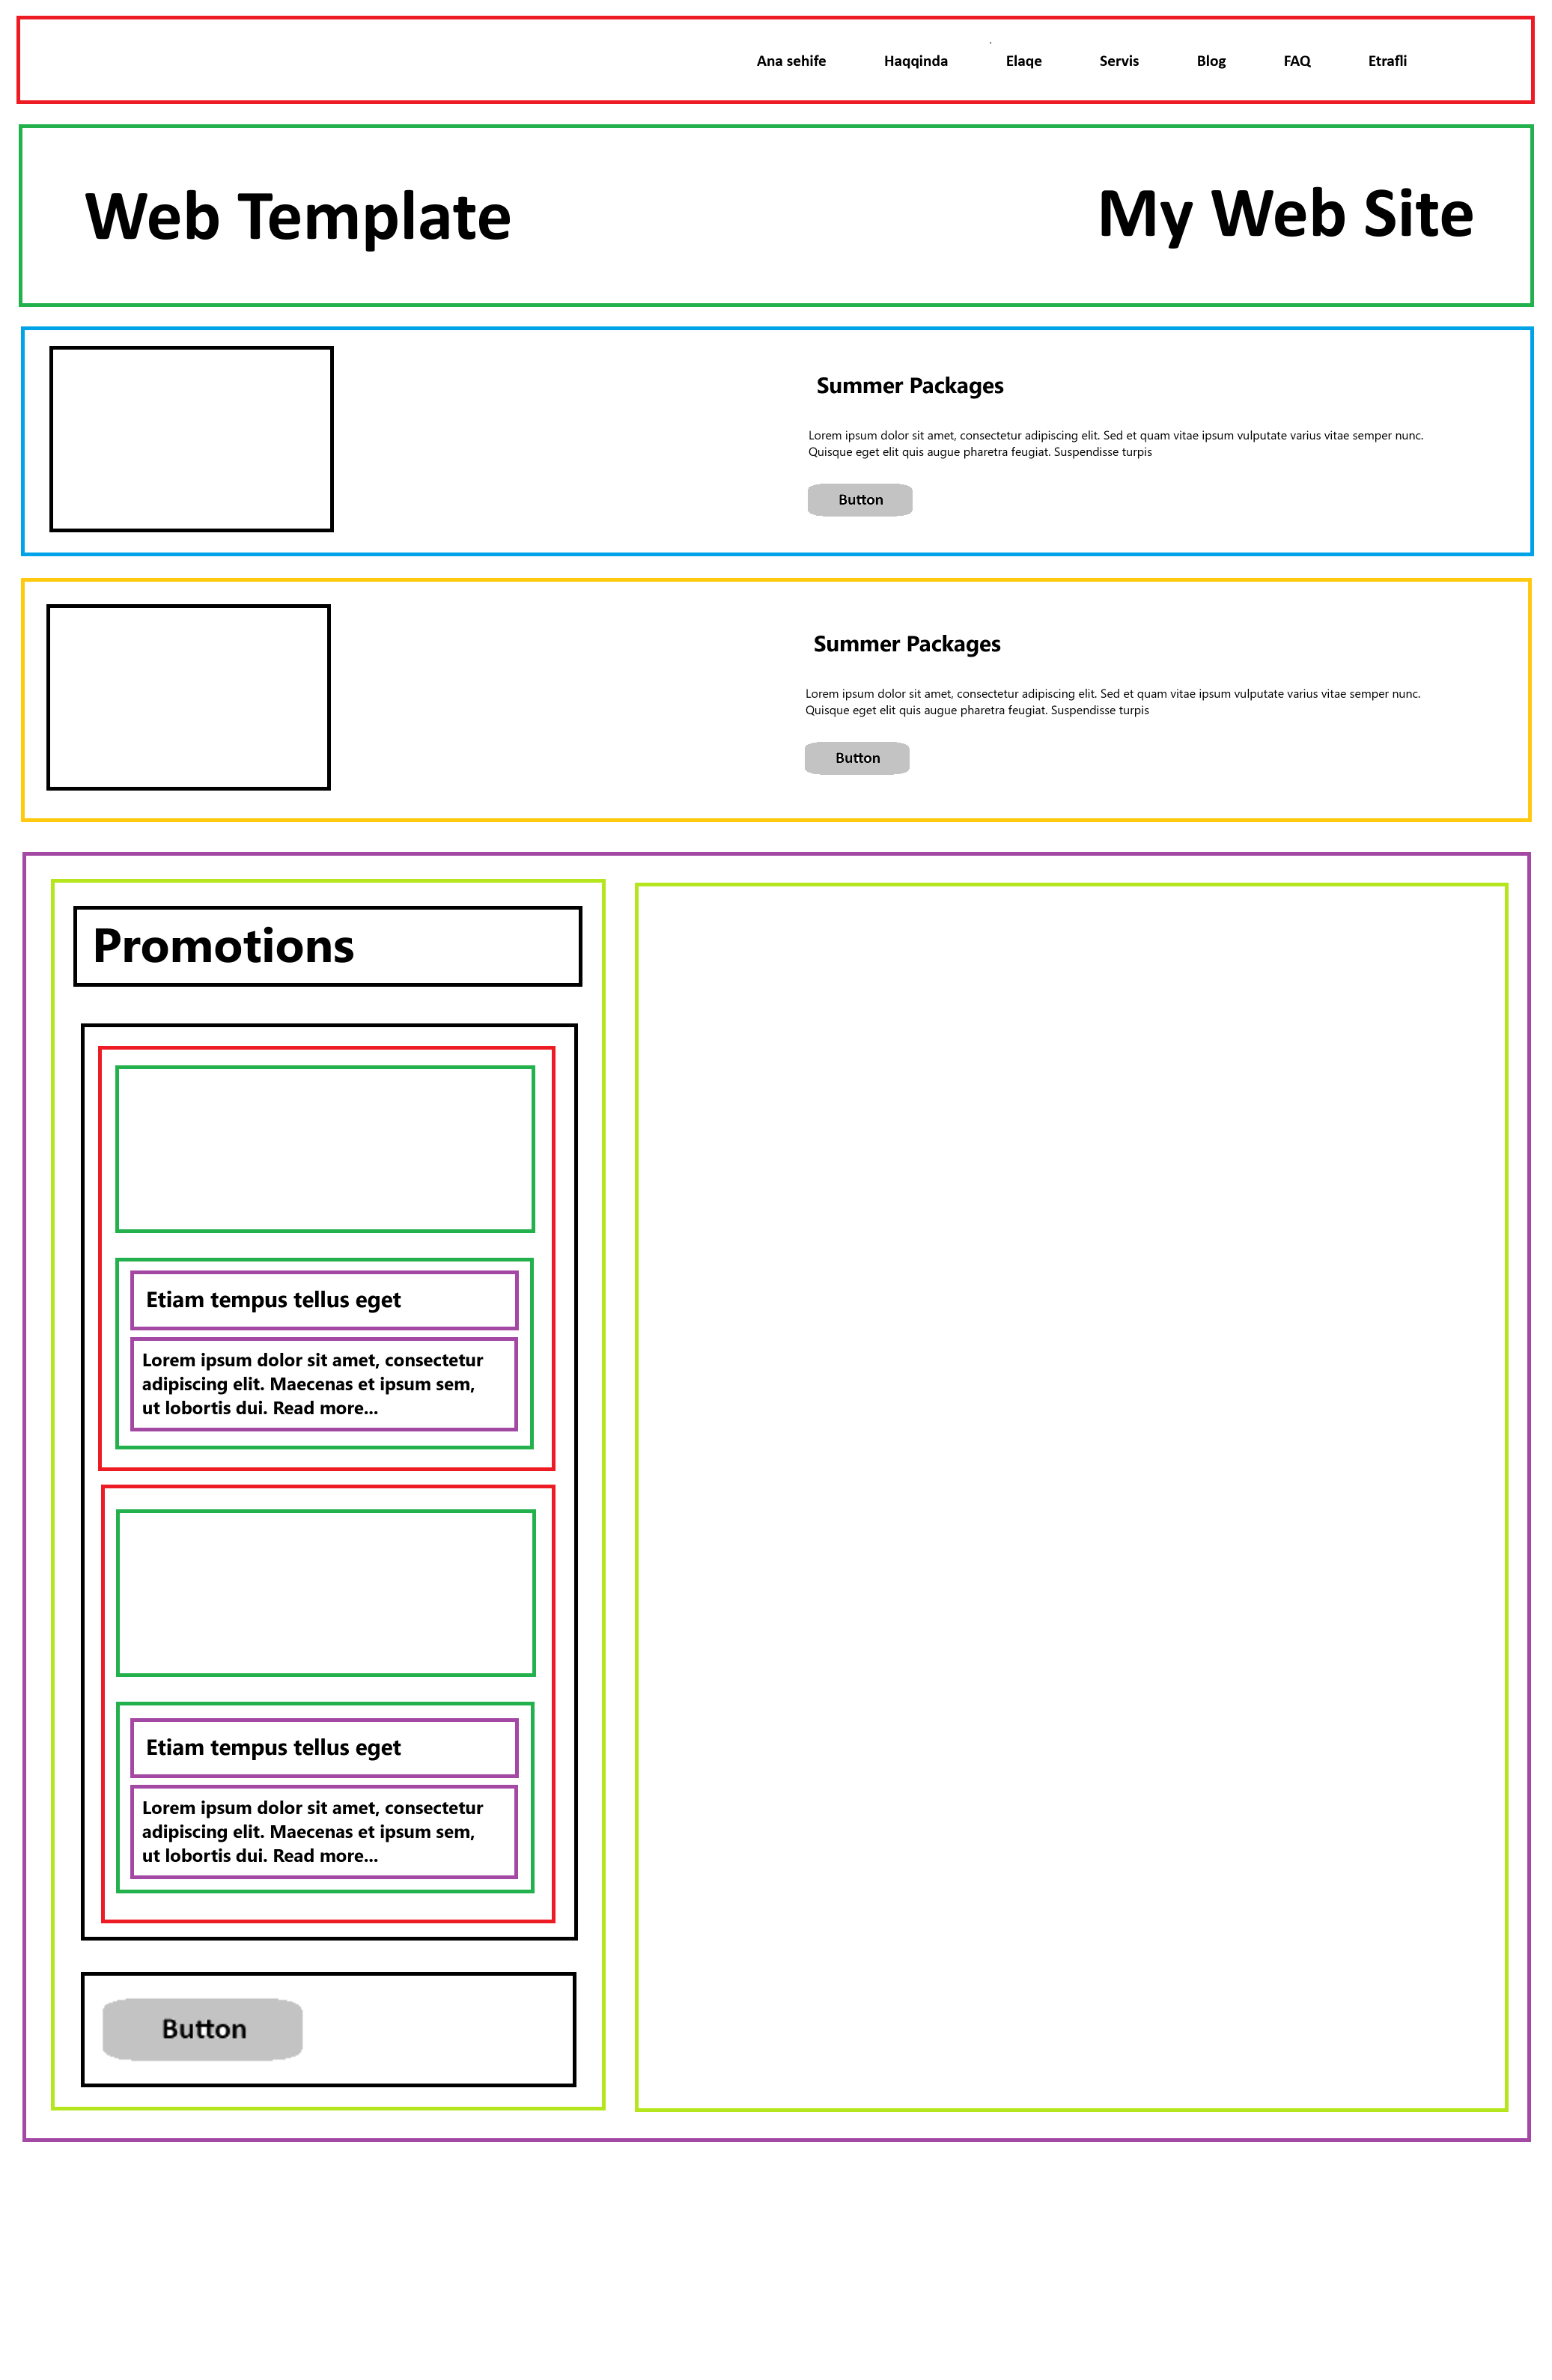 Ana sehife Haqqinda Elaqe Servis Blog FAQ Etrafli
Web Template My Web Site
Summer Packages
Lorem ipsum dolor sit amet, consectetur adipiscing elit. Sed et quam vitae ipsum vulputate varius vitae semper nunc.
Quisque eget elit quis augue pharetra feugiat. Suspendisse turpis
Button
Summer Packages
Lorem ipsum dolor sit amet, consectetur adipiscing elit. Sed et quam vitae ipsum vulputate varius vitae semper nunc.
Quisque eget elit quis augue pharetra feugiat. Suspendisse turpis
Button
Promotions
Etiam tempus tellus eget
Lorem ipsum dolor sit amet, consectetur
adipiscing elit. Maecenas et ipsum sem,
ut lobortis dui. Read more...
Etiam tempus tellus eget
Lorem ipsum dolor sit amet, consectetur
adipiscing elit. Maecenas et ipsum sem,
ut lobortis dui. Read more...
Button